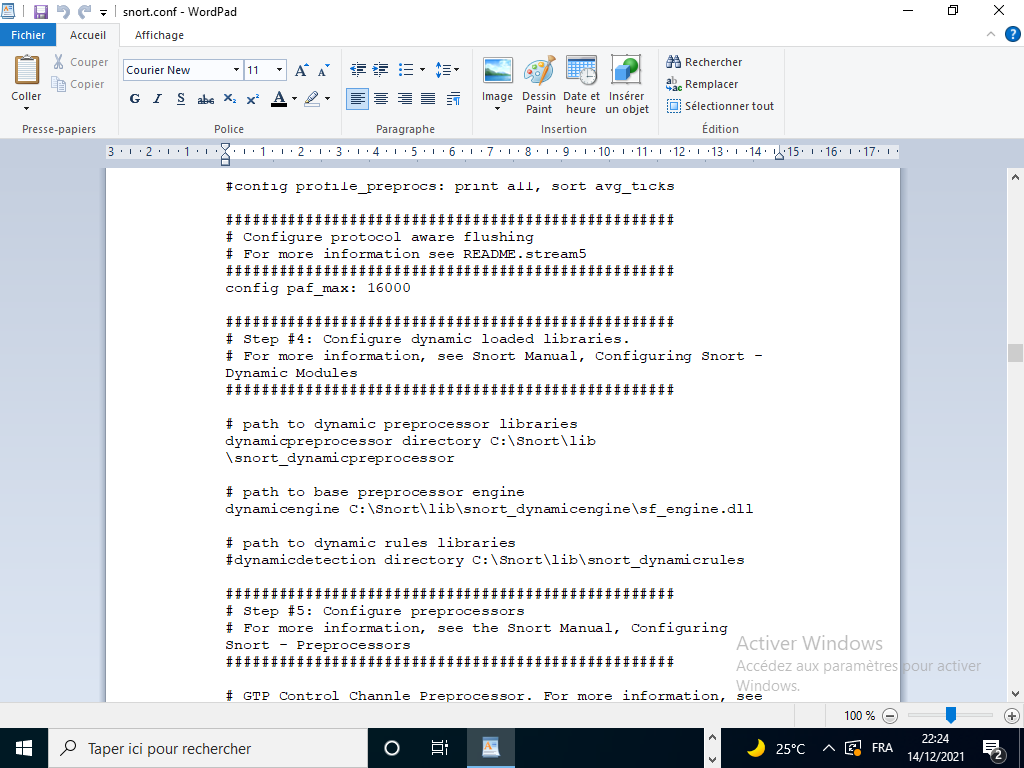 snort.conf - WordPad
Fichier Accueil Affichage
Coller
Couper
Copier
Presse-papiers
Courier New 11
G I S abc X₂ X² A
Police
Paragraphe
Image
Dessin Paint
Date et heure
Insérer un objet
Insertion
Rechercher
Remplacer
Sélectionner tout
Édition
3 2 1 1 2 3 4 5 6 7 8 9 10 11 12 13 14 15 16 17
#config profile_preprocs: print all, sort avg_ticks
###################################################
# Configure protocol aware flushing
# For more information see README.stream5
###################################################
config paf_max: 16000
###################################################
# Step #4: Configure dynamic loaded libraries.
# For more information, see Snort Manual, Configuring Snort -
Dynamic Modules
###################################################
# path to dynamic preprocessor libraries
dynamicpreprocessor directory C:\Snort\lib
\snort_dynamicpreprocessor
# path to base preprocessor engine
dynamicengine C:\Snort\lib\snort_dynamicengine\sf_engine.dll
# path to dynamic rules libraries
#dynamicdetection directory C:\Snort\lib\snort_dynamicrules
###################################################
# Step #5: Configure preprocessors
# For more information, see the Snort Manual, Configuring
Snort - Preprocessors
###################################################
# GTP Control Channle Preprocessor. For more information, see
Activer Windows
Accédez aux paramètres pour activer
Windows.
100 %
Taper ici pour rechercher
25°C
FRA
22:24
14/12/2021
2